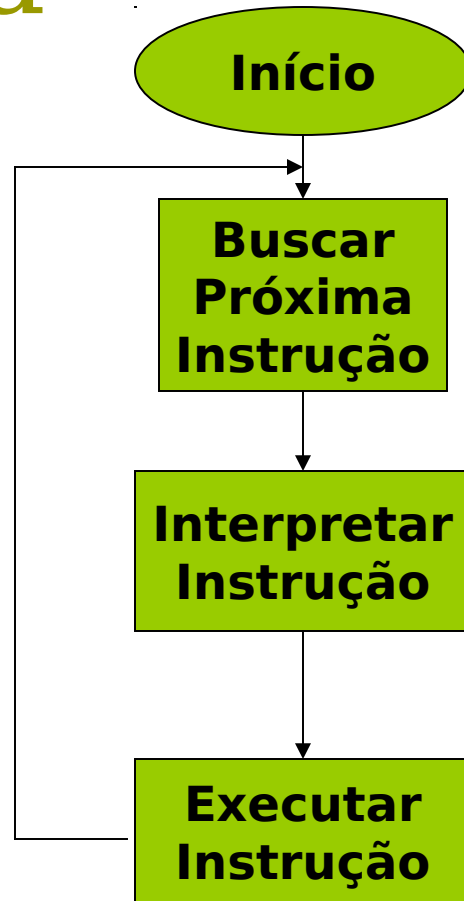 Início
Buscar
Próxima
Instrução
Interpretar
Instrução
Executar
Instrução